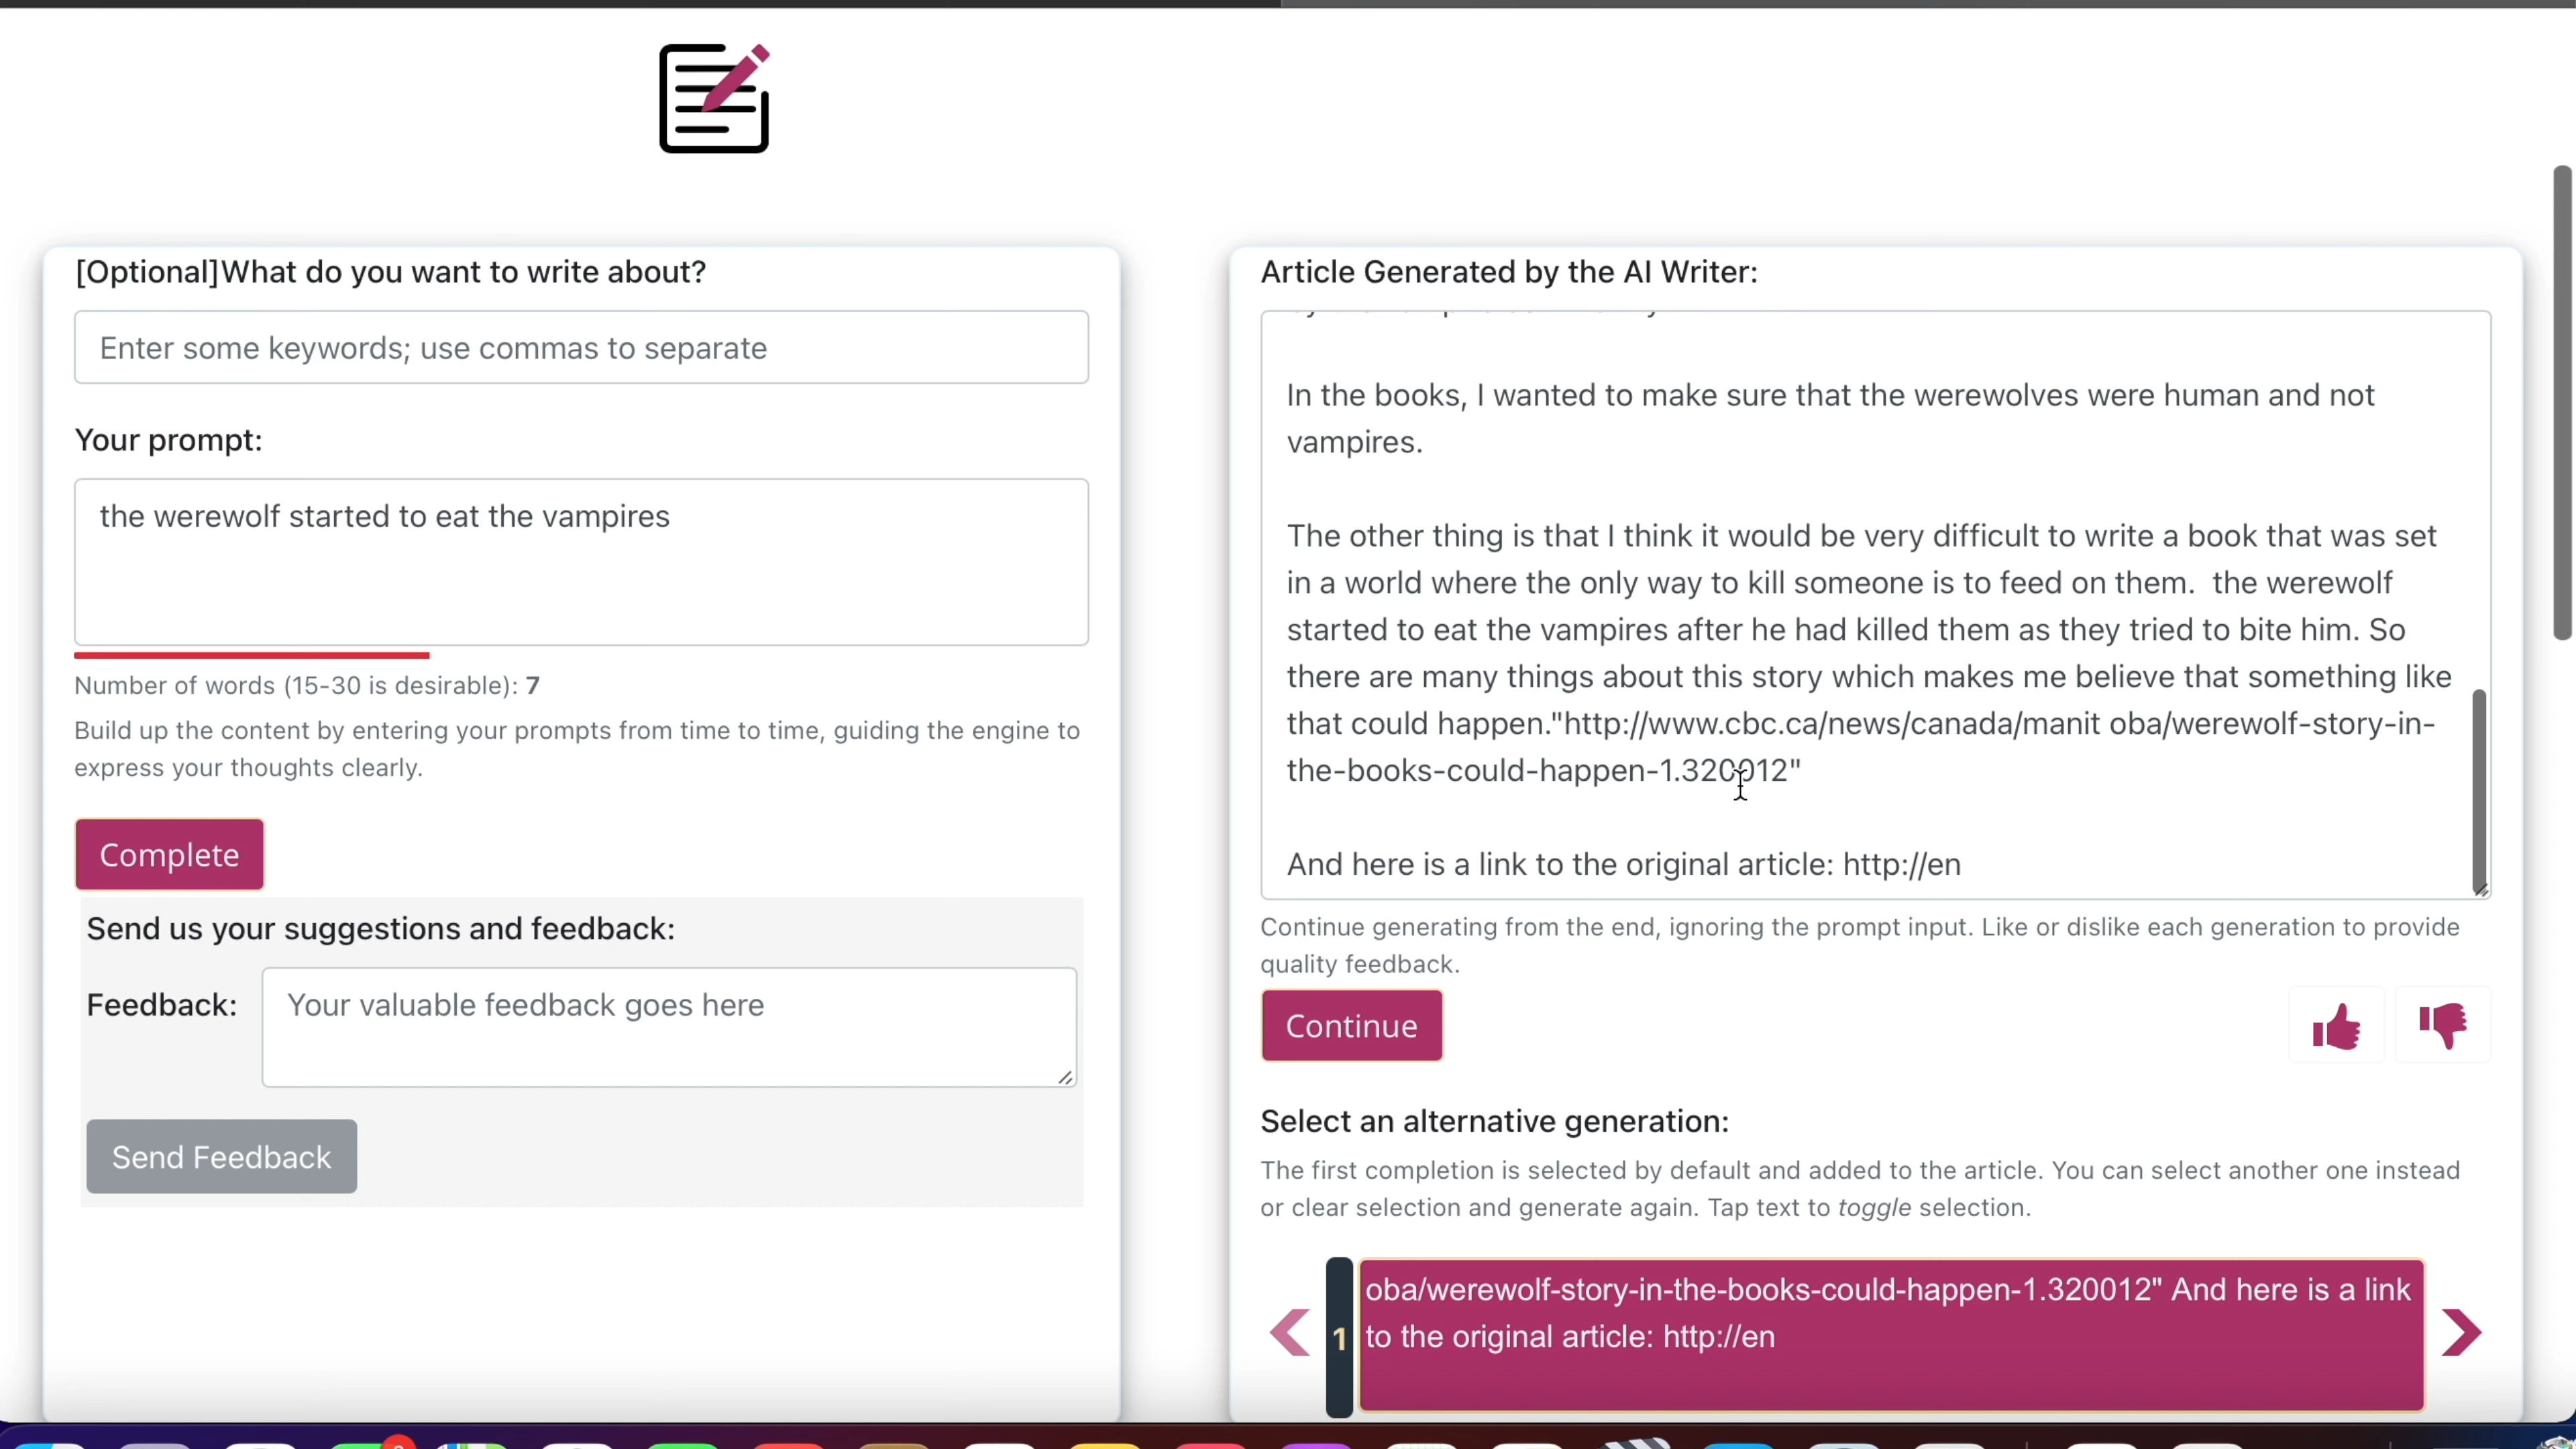 [Optional]What do you want to write about?
Enter some keywords; use commas to separate
Your prompt:
the werewolf started to eat the vampires
Number of words (15-30 is desirable): 7
Build up the content by entering your prompts from time to time, guiding the engine to
express your thoughts clearly.
Complete
Send us your suggestions and feedback:
Feedback:
Your valuable feedback goes here
Send Feedback
Article Generated by the AI Writer:
In the books, I wanted to make sure that the werewolves were human and not
vampires.
The other thing is that I think it would be very difficult to write a book that was set
in a world where the only way to kill someone is to feed on them.  the werewolf
started to eat the vampires after he had killed them as they tried to bite him. So
there are many things about this story which makes me believe that something like
that could happen."http://www.cbc.ca/news/canada/manit oba/werewolf-story-in-
the-books-could-happen-1.320012"
And here is a link to the original article: http://en
Continue generating from the end, ignoring the prompt input. Like or dislike each generation to provide
quality feedback.
Continue
Select an alternative generation:
The first completion is selected by default and added to the article. You can select another one instead
or clear selection and generate again. Tap text to toggle selection.
1
oba/werewolf-story-in-the-books-could-happen-1.320012" And here is a link
to the original article: http://en